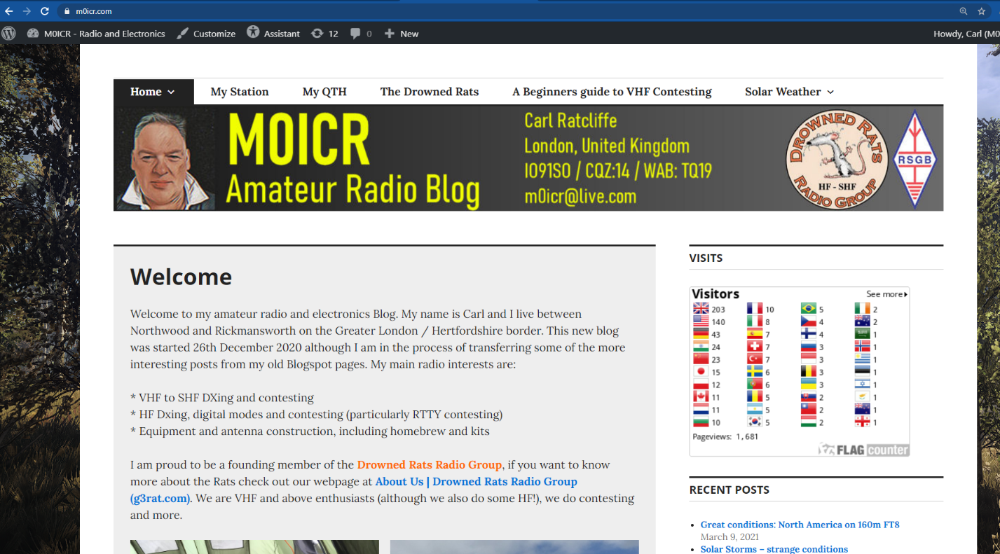 m0icr.com
M0ICR - Radio and Electronics Customize Assistant 12 0 New Howdy, Carl (M0
Home My Station My QTH The Drowned Rats A Beginners guide to VHF Contesting Solar Weather
M0ICR
Amateur Radio Blog
Carl Ratcliffe
London, United Kingdom
IO91SO / CQZ:14 / WAB: TQ19
m0icr@live.com
DROWNED RATS
HF - SHF
RADIO GROUP
RSGB
Welcome
Welcome to my amateur radio and electronics Blog. My name is Carl and I live between
Northwood and Rickmansworth on the Greater London / Hertfordshire border. This new blog
was started 26th December 2020 although I am in the process of transferring some of the more
interesting posts from my old Blogspot pages. My main radio interests are:
* VHF to SHF DXing and contesting
* HF Dxing, digital modes and contesting (particularly RTTY contesting)
* Equipment and antenna construction, including homebrew and kits
I am proud to be a founding member of the Drowned Rats Radio Group, if you want to know
more about the Rats check out our webpage at About Us | Drowned Rats Radio Group
(g3rat.com). We are VHF and above enthusiasts (although we also do some HF!), we do contesting
and more.
VISITS
Visitors See more
203 10 5 2
140 8 4 2
43 7 4 1
24 7 3 1
23 7 3 1
15 6 3 1
12 6 3 1
11 5 2 1
11 5 2 1
10 5 2 1
Pageviews: 1,681
FLAG counter
RECENT POSTS
Great conditions: North America on 160m FT8
March 9, 2021
Solar Storms – strange conditions